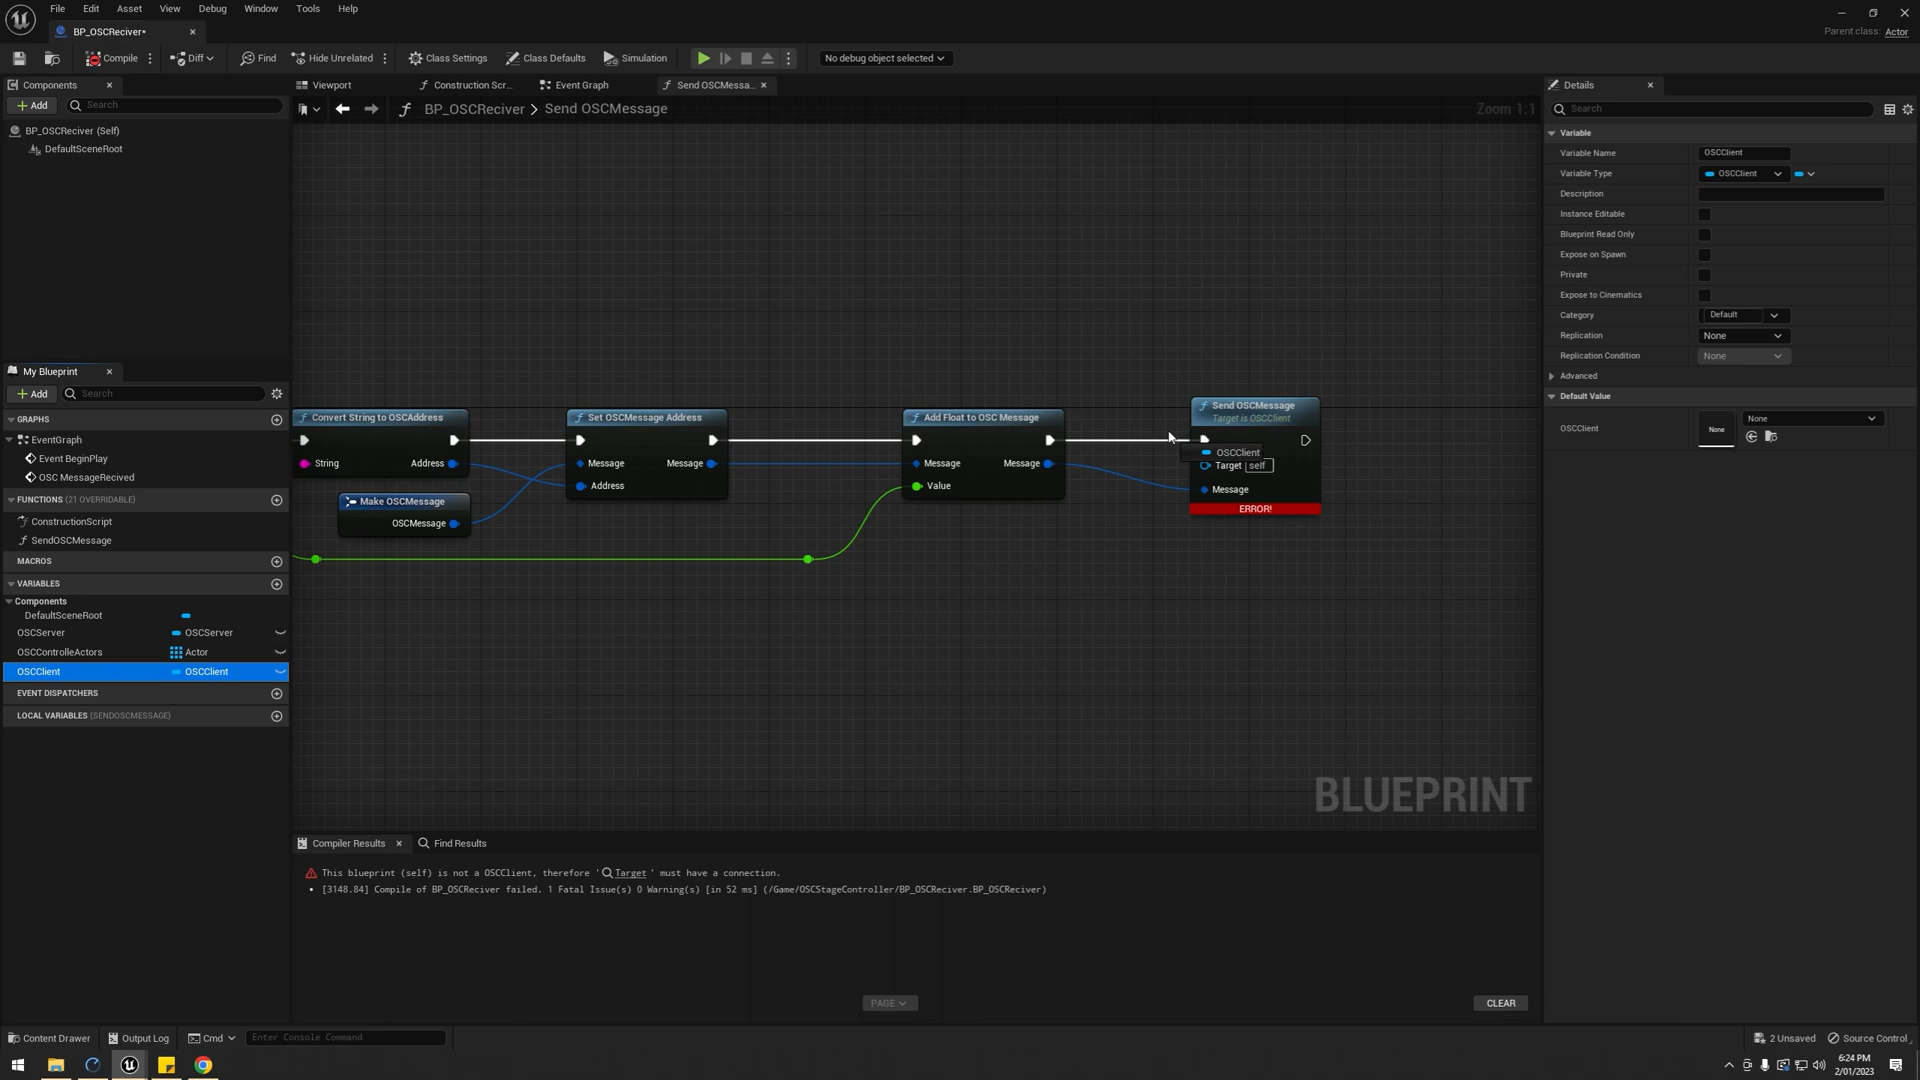 File Edit Asset View Debug Window Tools Help
BP_OSCReciver•
Parent class: Actor
Compile Diff Find Hide Unrelated Class Settings Class Defaults Simulation No debug object selected
Components
Add Search
BP_OSCReciver (Self)
DefaultSceneRoot
Viewport Construction Scr... Event Graph Send OSCMessa...
BP_OSCReciver > Send OSCMessage Zoom 1:1
Convert String to OSCAddress
String Address
Make OSCMessage
OSCMessage
Set OSCMessage Address
Message Message
Address
Add Float to OSC Message
Message Message
Value
Send OSCMessage
Target is OSCClient
OSCClient
Target self
Message
ERROR!
BLUEPRINT
My Blueprint
Add Search
GRAPHS
EventGraph
Event BeginPlay
OSC MessageRecived
FUNCTIONS (21 OVERRIDABLE)
ConstructionScript
SendOSCMessage
MACROS
VARIABLES
Components
DefaultSceneRoot
OSCServer OSCServer
OSCControlleActors Actor
OSCClient OSCClient
EVENT DISPATCHERS
LOCAL VARIABLES (SENDOSCMESSAGE)
Compiler Results Find Results
This blueprint (self) is not a OSCClient, therefore ' Target ' must have a connection.
[3148.84] Compile of BP_OSCReciver failed. 1 Fatal Issue(s) 0 Warning(s) [in 52 ms] (/Game/OSCStageController/BP_OSCReciver.BP_OSCReciver)
PAGE
CLEAR
Details
Search
Variable
Variable Name OSCClient
Variable Type OSCClient
Description
Instance Editable
Blueprint Read Only
Expose on Spawn
Private
Expose to Cinematics
Category Default
Replication None
Replication Condition None
Advanced
Default Value
OSCClient None None
Content Drawer Output Log Cmd Enter Console Command 2 Unsaved Source Control
6:24 PM
2/01/2023